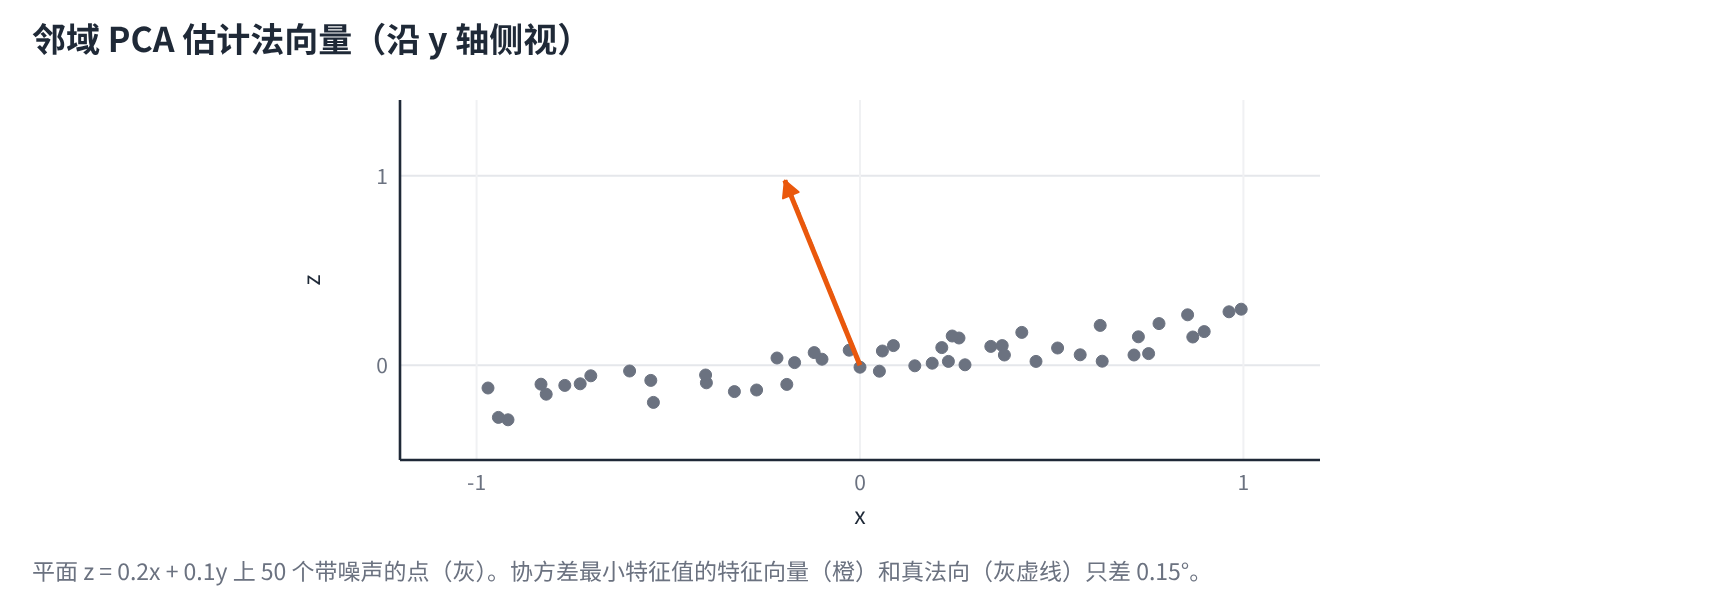 邻域 PCA 估计法向量（沿 y 轴侧视）
1
z
0
-1 0 1
x
平面 z = 0.2x + 0.1y 上 50 个带噪声的点（灰）。协方差最小特征值的特征向量（橙）和真法向（灰虚线）只差 0.15°。